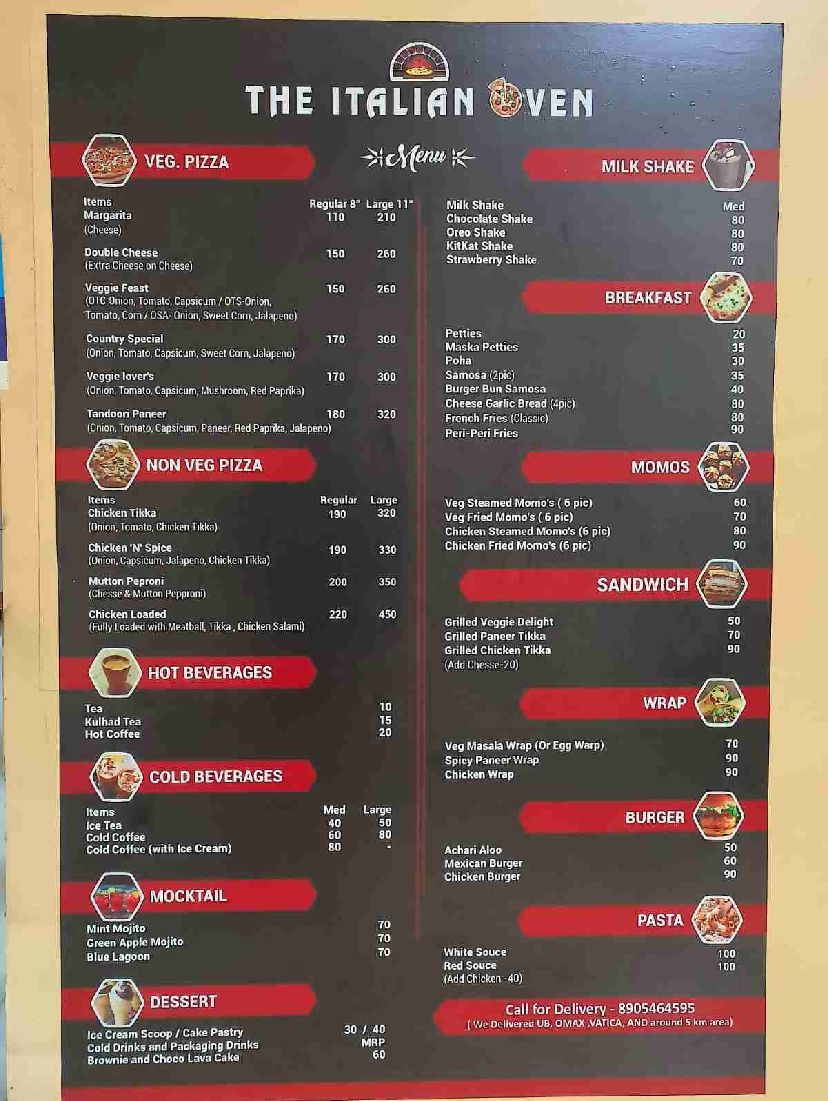 THE ITALIAN OVEN
Menu
VEG. PIZZA
Items Regular 8" Large 11"
Margarita 110 210
(Cheese)
Double Cheese 150 260
(Extra Cheese on Cheese)
Veggie Feast 150 260
(OTC-Onion, Tomato, Capsicum / OTS-Onion,
Tomato, Corn / OSA- Onion, Sweet Corn, Jalapeno)
Country Special 170 300
(Onion, Tomato, Capsicum, Sweet Corn, Jalapeno)
Veggie lover's 170 300
(Onion, Tomato, Capsicum, Mushroom, Red Paprika)
Tandoori Paneer 180 320
(Onion, Tomato, Capsicum, Paneer, Red Paprika, Jalapeno)
NON VEG PIZZA
Items Regular Large
Chicken Tikka 190 320
(Onion, Tomato, Chicken Tikka)
Chicken 'N' Spice 190 330
(Onion, Capsicum, Jalapeno, Chicken Tikka)
Mutton Peproni 200 350
(Chesse & Mutton Pepproni)
Chicken Loaded 220 450
(Fully Loaded with Meatball, Tikka , Chicken Salami)
HOT BEVERAGES
Tea 10
Kulhad Tea 15
Hot Coffee 20
COLD BEVERAGES
Items Med Large
Ice Tea 40 50
Cold Coffee 60 80
Cold Coffee (with Ice Cream) 80 -
MOCKTAIL
Mint Mojito 70
Green Apple Mojito 70
Blue Lagoon 70
DESSERT
Ice Cream Scoop / Cake Pastry 30 / 40
Cold Drinks and Packaging Drinks MRP
Brownie and Choco Lava Cake 60
MILK SHAKE
Milk Shake Med
Chocolate Shake 80
Oreo Shake 80
KitKat Shake 80
Strawberry Shake 70
BREAKFAST
Petties 20
Maska Petties 35
Poha 30
Samosa (2pic) 35
Burger Bun Samosa 40
Cheese Garlic Bread (4pic) 80
French Fries (Classic) 80
Peri-Peri Fries 90
MOMOS
Veg Steamed Momo's ( 6 pic) 60
Veg Fried Momo's ( 6 pic) 70
Chicken Steamed Momo's (6 pic) 80
Chicken Fried Momo's (6 pic) 90
SANDWICH
Grilled Veggie Delight 50
Grilled Paneer Tikka 70
Grilled Chicken Tikka 90
(Add Chesse-20)
WRAP
Veg Masala Wrap (Or Egg Warp) 70
Spicy Paneer Wrap 90
Chicken Wrap 90
BURGER
Achari Aloo 50
Mexican Burger 60
Chicken Burger 90
PASTA
White Souce 100
Red Souce 100
(Add Chicken -40)
Call for Delivery - 8905464595
( We Delivered UB, OMAX ,VATICA, AND around 5 km area)